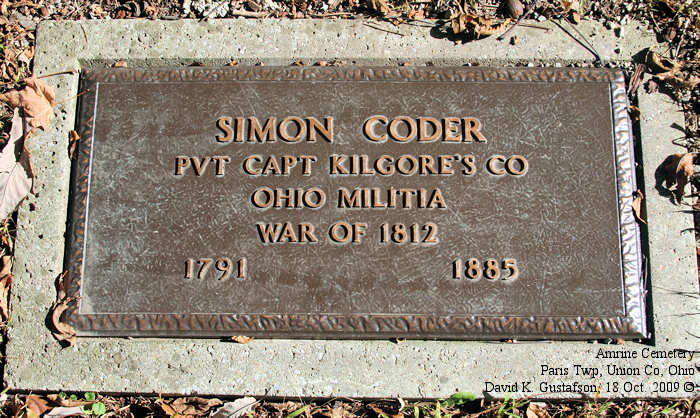 SIMON CODER
PVT CAPT KILGORE'S CO
OHIO MILITIA
WAR OF 1812
1791 1885
Amrine Cemetery
Paris Twp, Union Co, Ohio
David K. Gustafson, 18 Oct 2009 ©